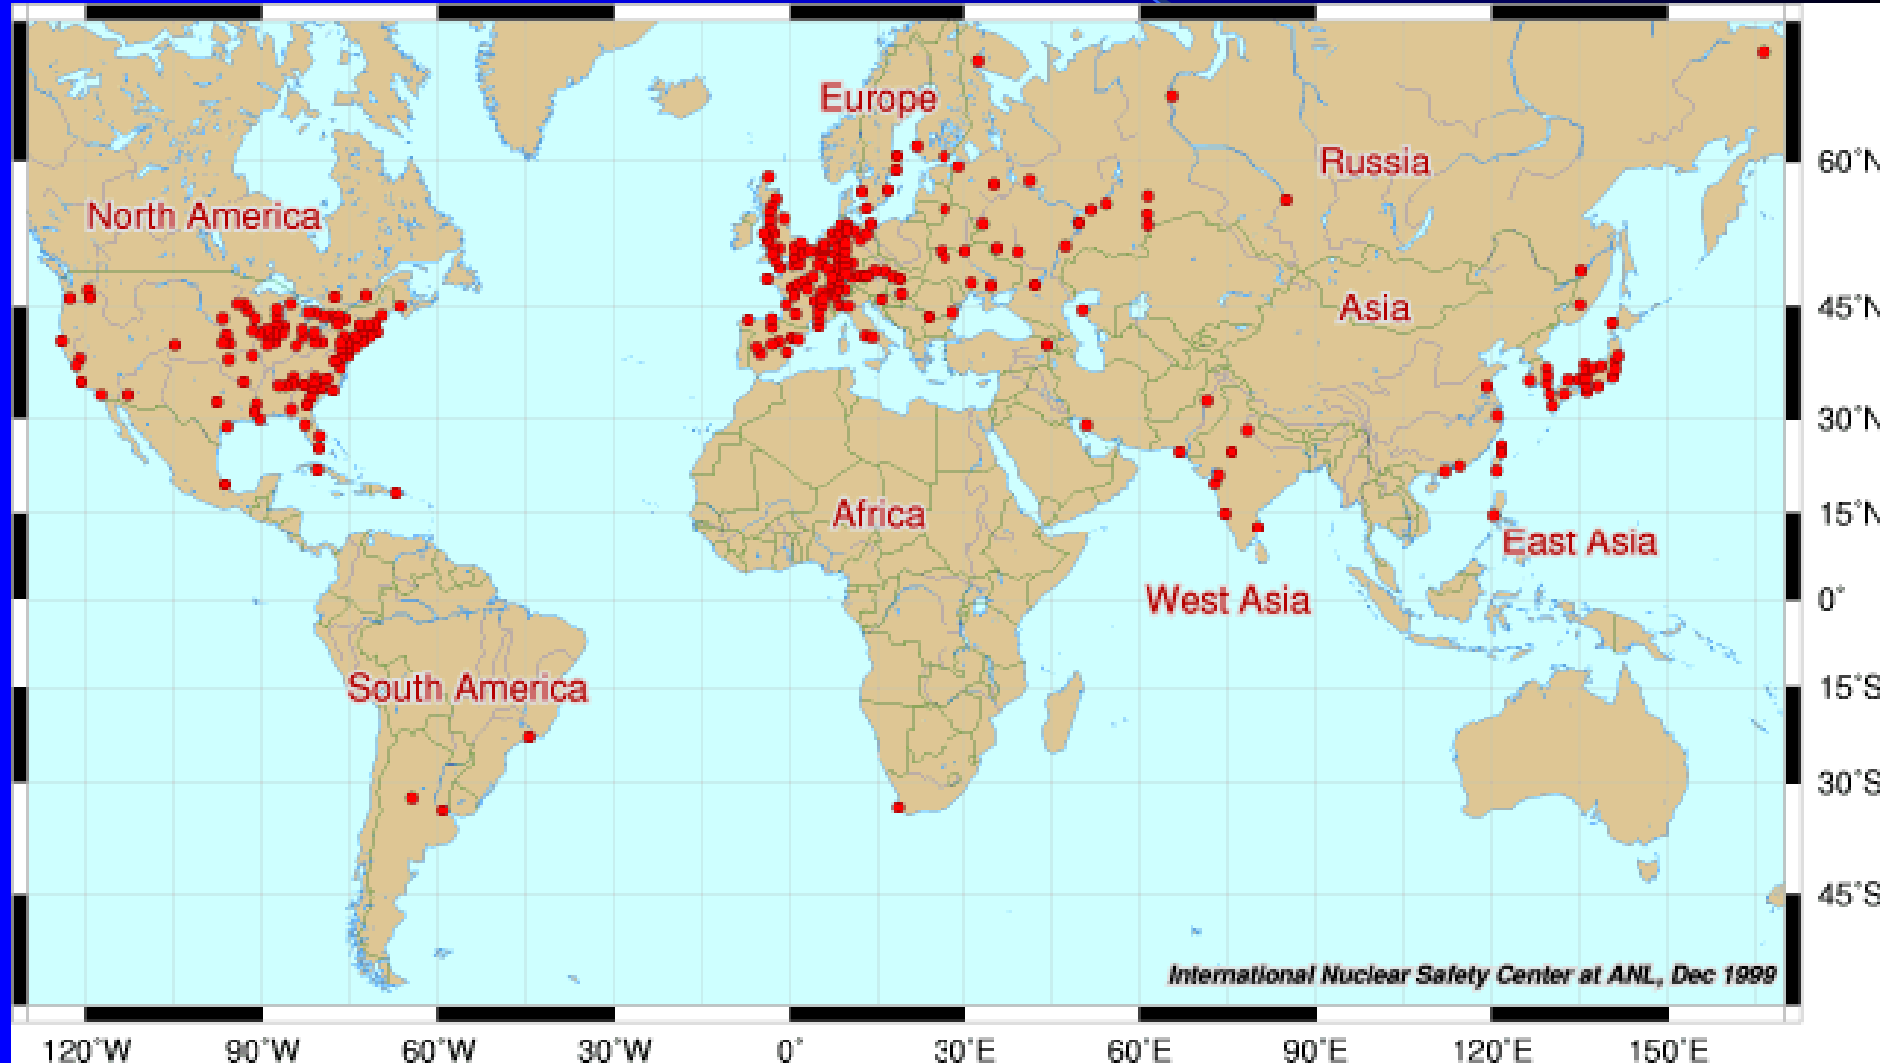 Europe
60°N
Russia
North America
Asia
45°N
30°N
Africa
15°N
East Asia
West Asia
0°
South America
15°S
30°S
45°S
International Nuclear Safety Center at ANL, Dec 1999
120°W 90°W 60°W 30°W 0° 30°E 60°E 90°E 120°E 150°E